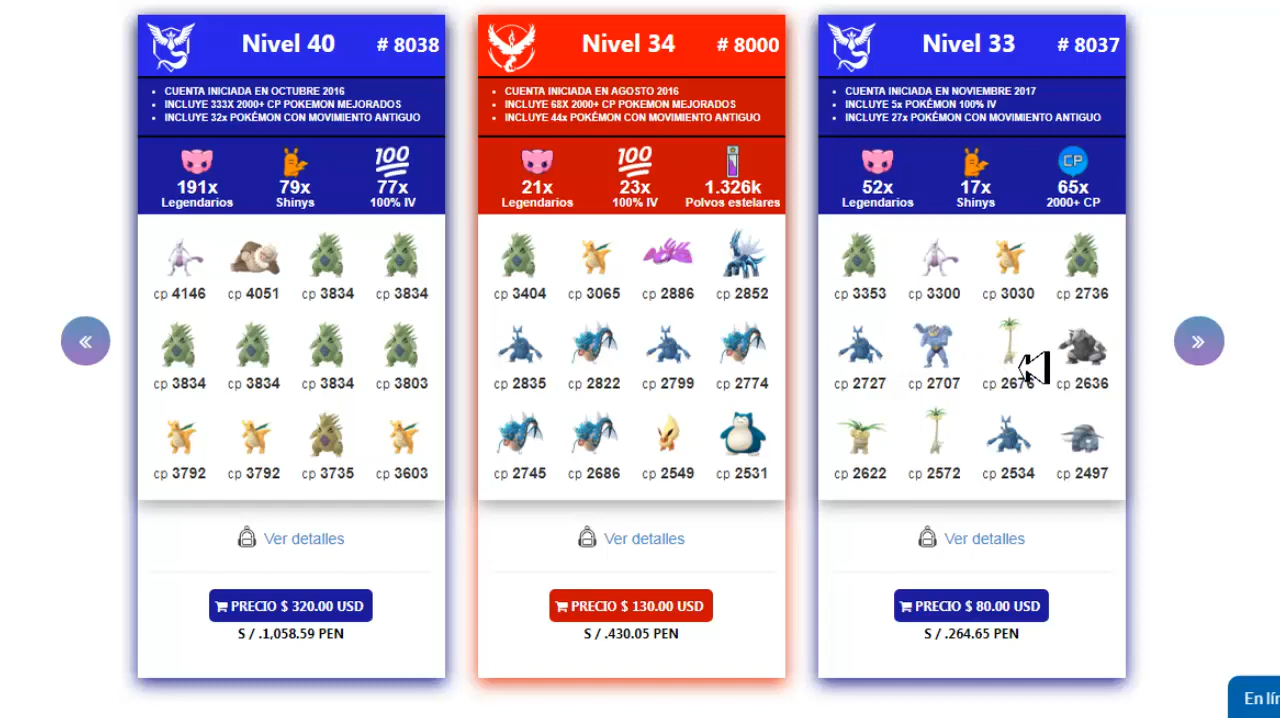 Nivel 40 # 8038
CUENTA INICIADA EN OCTUBRE 2016
INCLUYE 333X 2000+ CP POKEMON MEJORADOS
INCLUYE 32x POKÉMON CON MOVIMIENTO ANTIGUO
100
191x 79x 77x
Legendarios Shinys 100% IV
cp 4146 cp 4051 cp 3834 cp 3834
cp 3834 cp 3834 cp 3834 cp 3803
cp 3792 cp 3792 cp 3735 cp 3603
Ver detalles
PRECIO $ 320.00 USD
S / .1,058.59 PEN
Nivel 34 # 8000
CUENTA INICIADA EN AGOSTO 2016
INCLUYE 68X 2000+ CP POKEMON MEJORADOS
INCLUYE 44x POKÉMON CON MOVIMIENTO ANTIGUO
100
21x 23x 1.326k
Legendarios 100% IV Polvos estelares
cp 3404 cp 3065 cp 2886 cp 2852
cp 2835 cp 2822 cp 2799 cp 2774
cp 2745 cp 2686 cp 2549 cp 2531
Ver detalles
PRECIO $ 130.00 USD
S / .430.05 PEN
Nivel 33 # 8037
CUENTA INICIADA EN NOVIEMBRE 2017
INCLUYE 5x POKÉMON 100% IV
INCLUYE 27x POKÉMON CON MOVIMIENTO ANTIGUO
CP
52x 17x 65x
Legendarios Shinys 2000+ CP
cp 3353 cp 3300 cp 3030 cp 2736
cp 2727 cp 2707 cp 2676 cp 2636
cp 2622 cp 2572 cp 2534 cp 2497
Ver detalles
PRECIO $ 80.00 USD
S / .264.65 PEN
« »
En lín